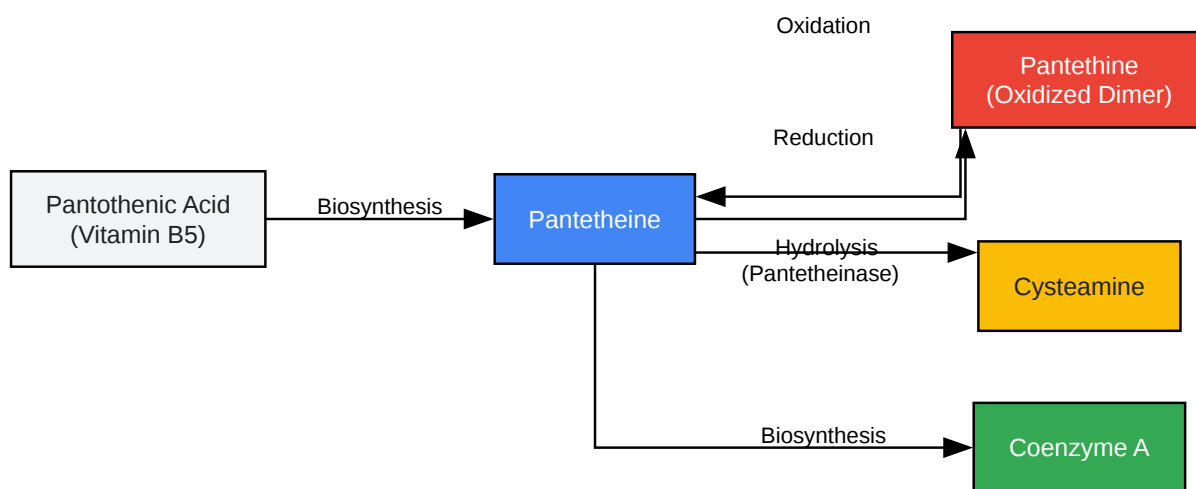 Oxidation
Pantethine
(Oxidized Dimer)
Reduction
Pantothenic Acid
(Vitamin B5)
Biosynthesis
Pantetheine
Hydrolysis
(Pantetheinase)
Cysteamine
Biosynthesis
Coenzyme A